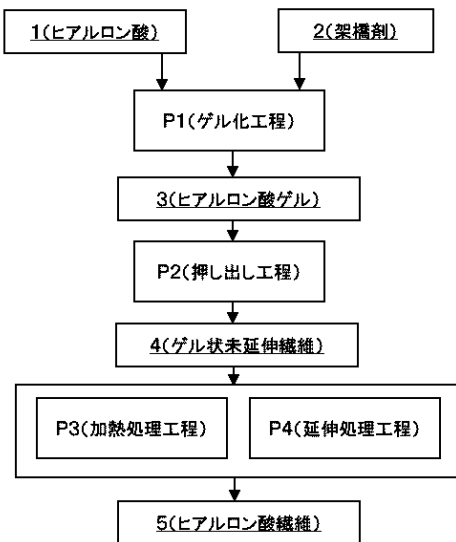 1(ヒアルロン酸)
2(架橋剤)
P1(ゲル化工程)
3(ヒアルロン酸ゲル)
P2(押し出し工程)
4(ゲル状未延伸繊維)
P3(加熱処理工程)
P4(延伸処理工程)
5(ヒアルロン酸繊維)